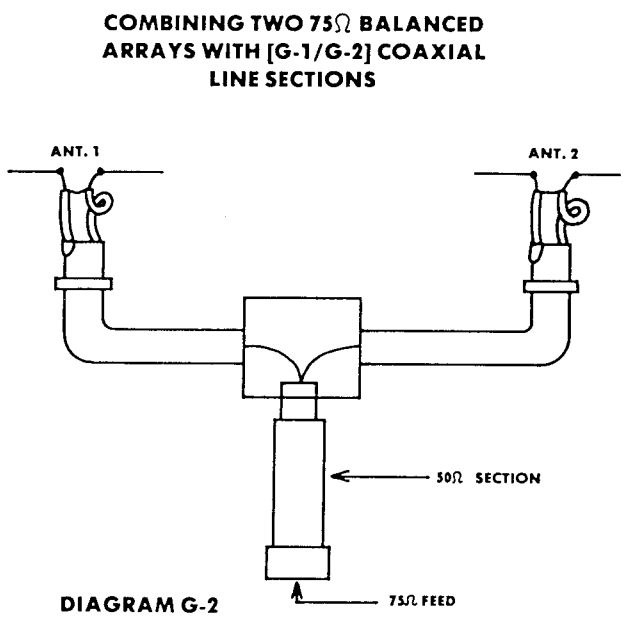 COMBINING TWO 75Ω BALANCED
ARRAYS WITH [G-1/G-2] COAXIAL
LINE SECTIONS
ANT. 1
ANT. 2
50Ω SECTION
75Ω FEED
DIAGRAM G-2